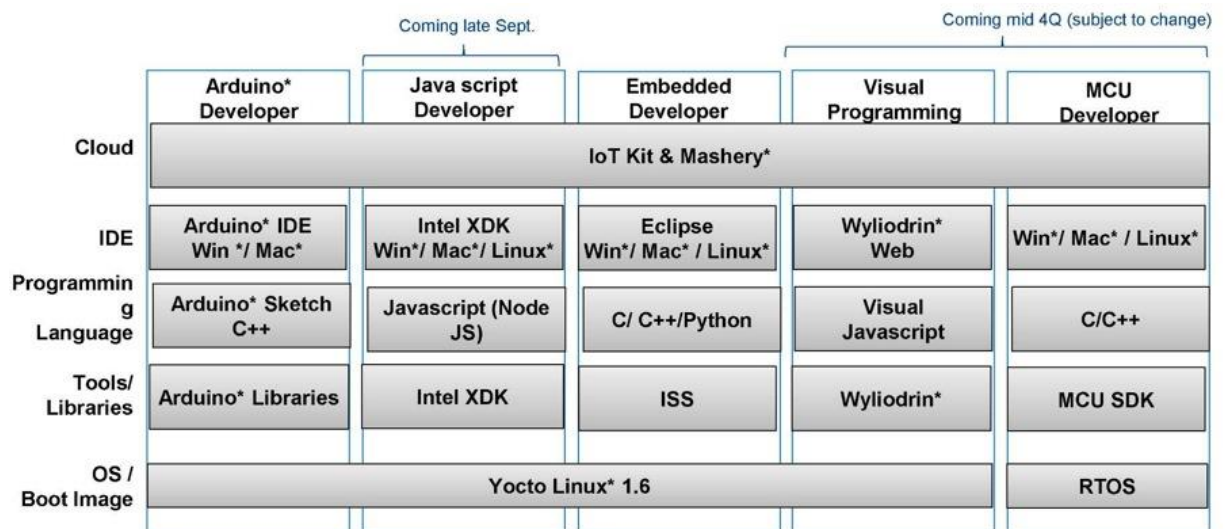 Coming late Sept.
Coming mid 4Q (subject to change)
Arduino*
Developer
Java script
Developer
Embedded
Developer
Visual
Programming
MCU
Developer
Cloud
IoT Kit & Mashery*
IDE
Arduino* IDE
Win */ Mac*
Intel XDK
Win*/ Mac*/ Linux*
Eclipse
Win*/ Mac* / Linux*
Wyliodrin*
Web
Win*/ Mac* / Linux*
Programmin
g
Language
Arduino* Sketch
C++
Javascript (Node
JS)
C/ C++/Python
Visual
Javascript
C/C++
Tools/
Libraries
Arduino* Libraries
Intel XDK
ISS
Wyliodrin*
MCU SDK
OS /
Boot Image
Yocto Linux* 1.6
RTOS